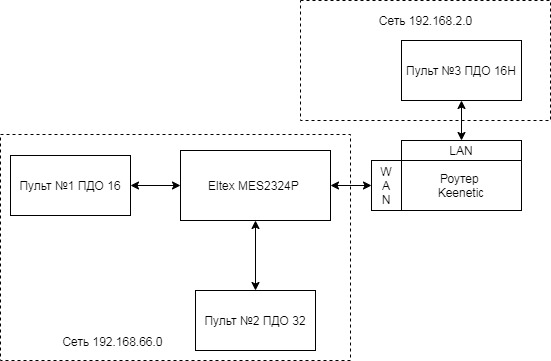 Сеть 192.168.2.0
Пульт №3 ПДО 16Н
LAN
W
A
N
Роутер
Keenetic
Пульт №1 ПДО 16
Eltex MES2324P
Пульт №2 ПДО 32
Сеть 192.168.66.0